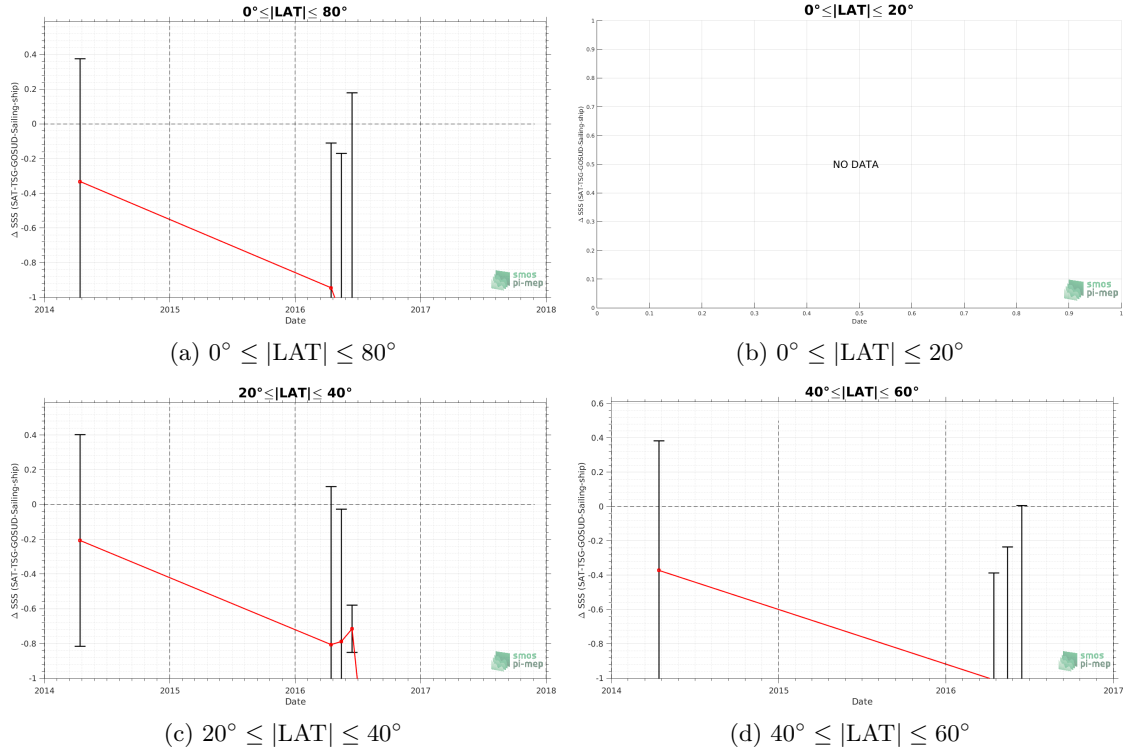 0°≤|LAT|≤ 80°
Δ SSS (SAT-TSG-GOSUD-Sailing-ship)
0.4
0.2
0
-0.2
-0.4
-0.6
-0.8
-1
2014
2015
2016
2017
2018
Date
smos
pi-mep
(a) 0° ≤ |LAT| ≤ 80°
0°≤|LAT|≤ 20°
Δ SSS (SAT-TSG-GOSUD-Sailing-ship)
1
0.9
0.8
0.7
0.6
0.5
0.4
0.3
0.2
0.1
0
NO DATA
0
0.1
0.2
0.3
0.4
0.5
0.6
0.7
0.8
0.9
1
Date
smos
pi-mep
(b) 0° ≤ |LAT| ≤ 20°
20°≤|LAT|≤ 40°
Δ SSS (SAT-TSG-GOSUD-Sailing-ship)
0.4
0.2
0
-0.2
-0.4
-0.6
-0.8
-1
2014
2015
2016
2017
2018
Date
smos
pi-mep
(c) 20° ≤ |LAT| ≤ 40°
40°≤|LAT|≤ 60°
Δ SSS (SAT-TSG-GOSUD-Sailing-ship)
0.6
0.4
0.2
0
-0.2
-0.4
-0.6
-0.8
-1
2014
2015
2016
2017
Date
smos
pi-mep
(d) 40° ≤ |LAT| ≤ 60°